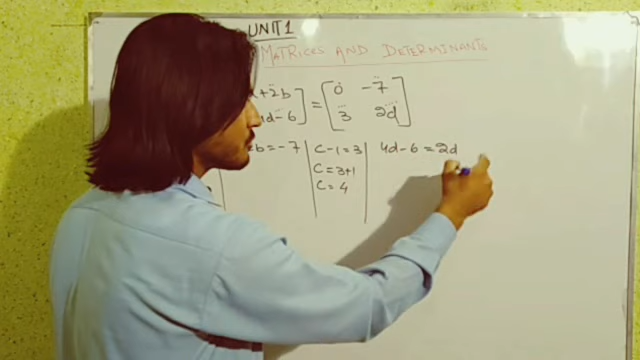 UNIT 1
MATRICES AND DETERMINANTS
+2b 0 -7
d-6 = 3 2d
b=-7 | C-1=3 | 4d-6=2d
C=3+1
C=4